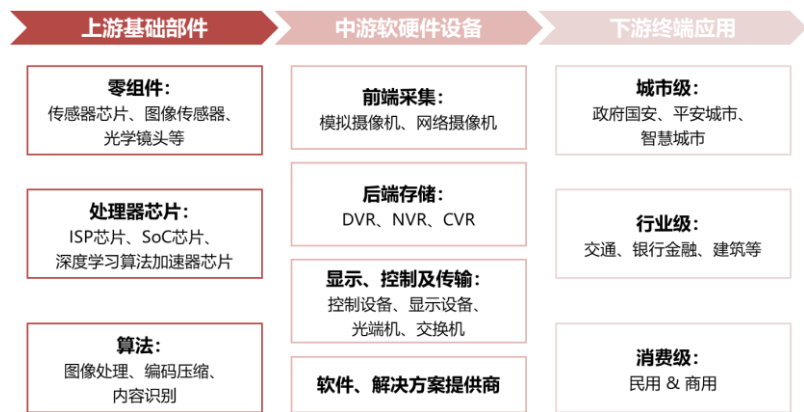 上游基础部件
中游软硬件设备
下游终端应用
零组件：
传感器芯片、图像传感器、
光学镜头等
处理器芯片：
ISP芯片、SoC芯片、
深度学习算法加速器芯片
算法：
图像处理、编码压缩、
内容识别
前端采集：
模拟摄像机、网络摄像机
后端存储：
DVR、NVR、CVR
显示、控制及传输：
控制设备、显示设备、
光端机、交换机
软件、解决方案提供商
城市级：
政府国安、平安城市、
智慧城市
行业级：
交通、银行金融、建筑等
消费级：
民用 & 商用